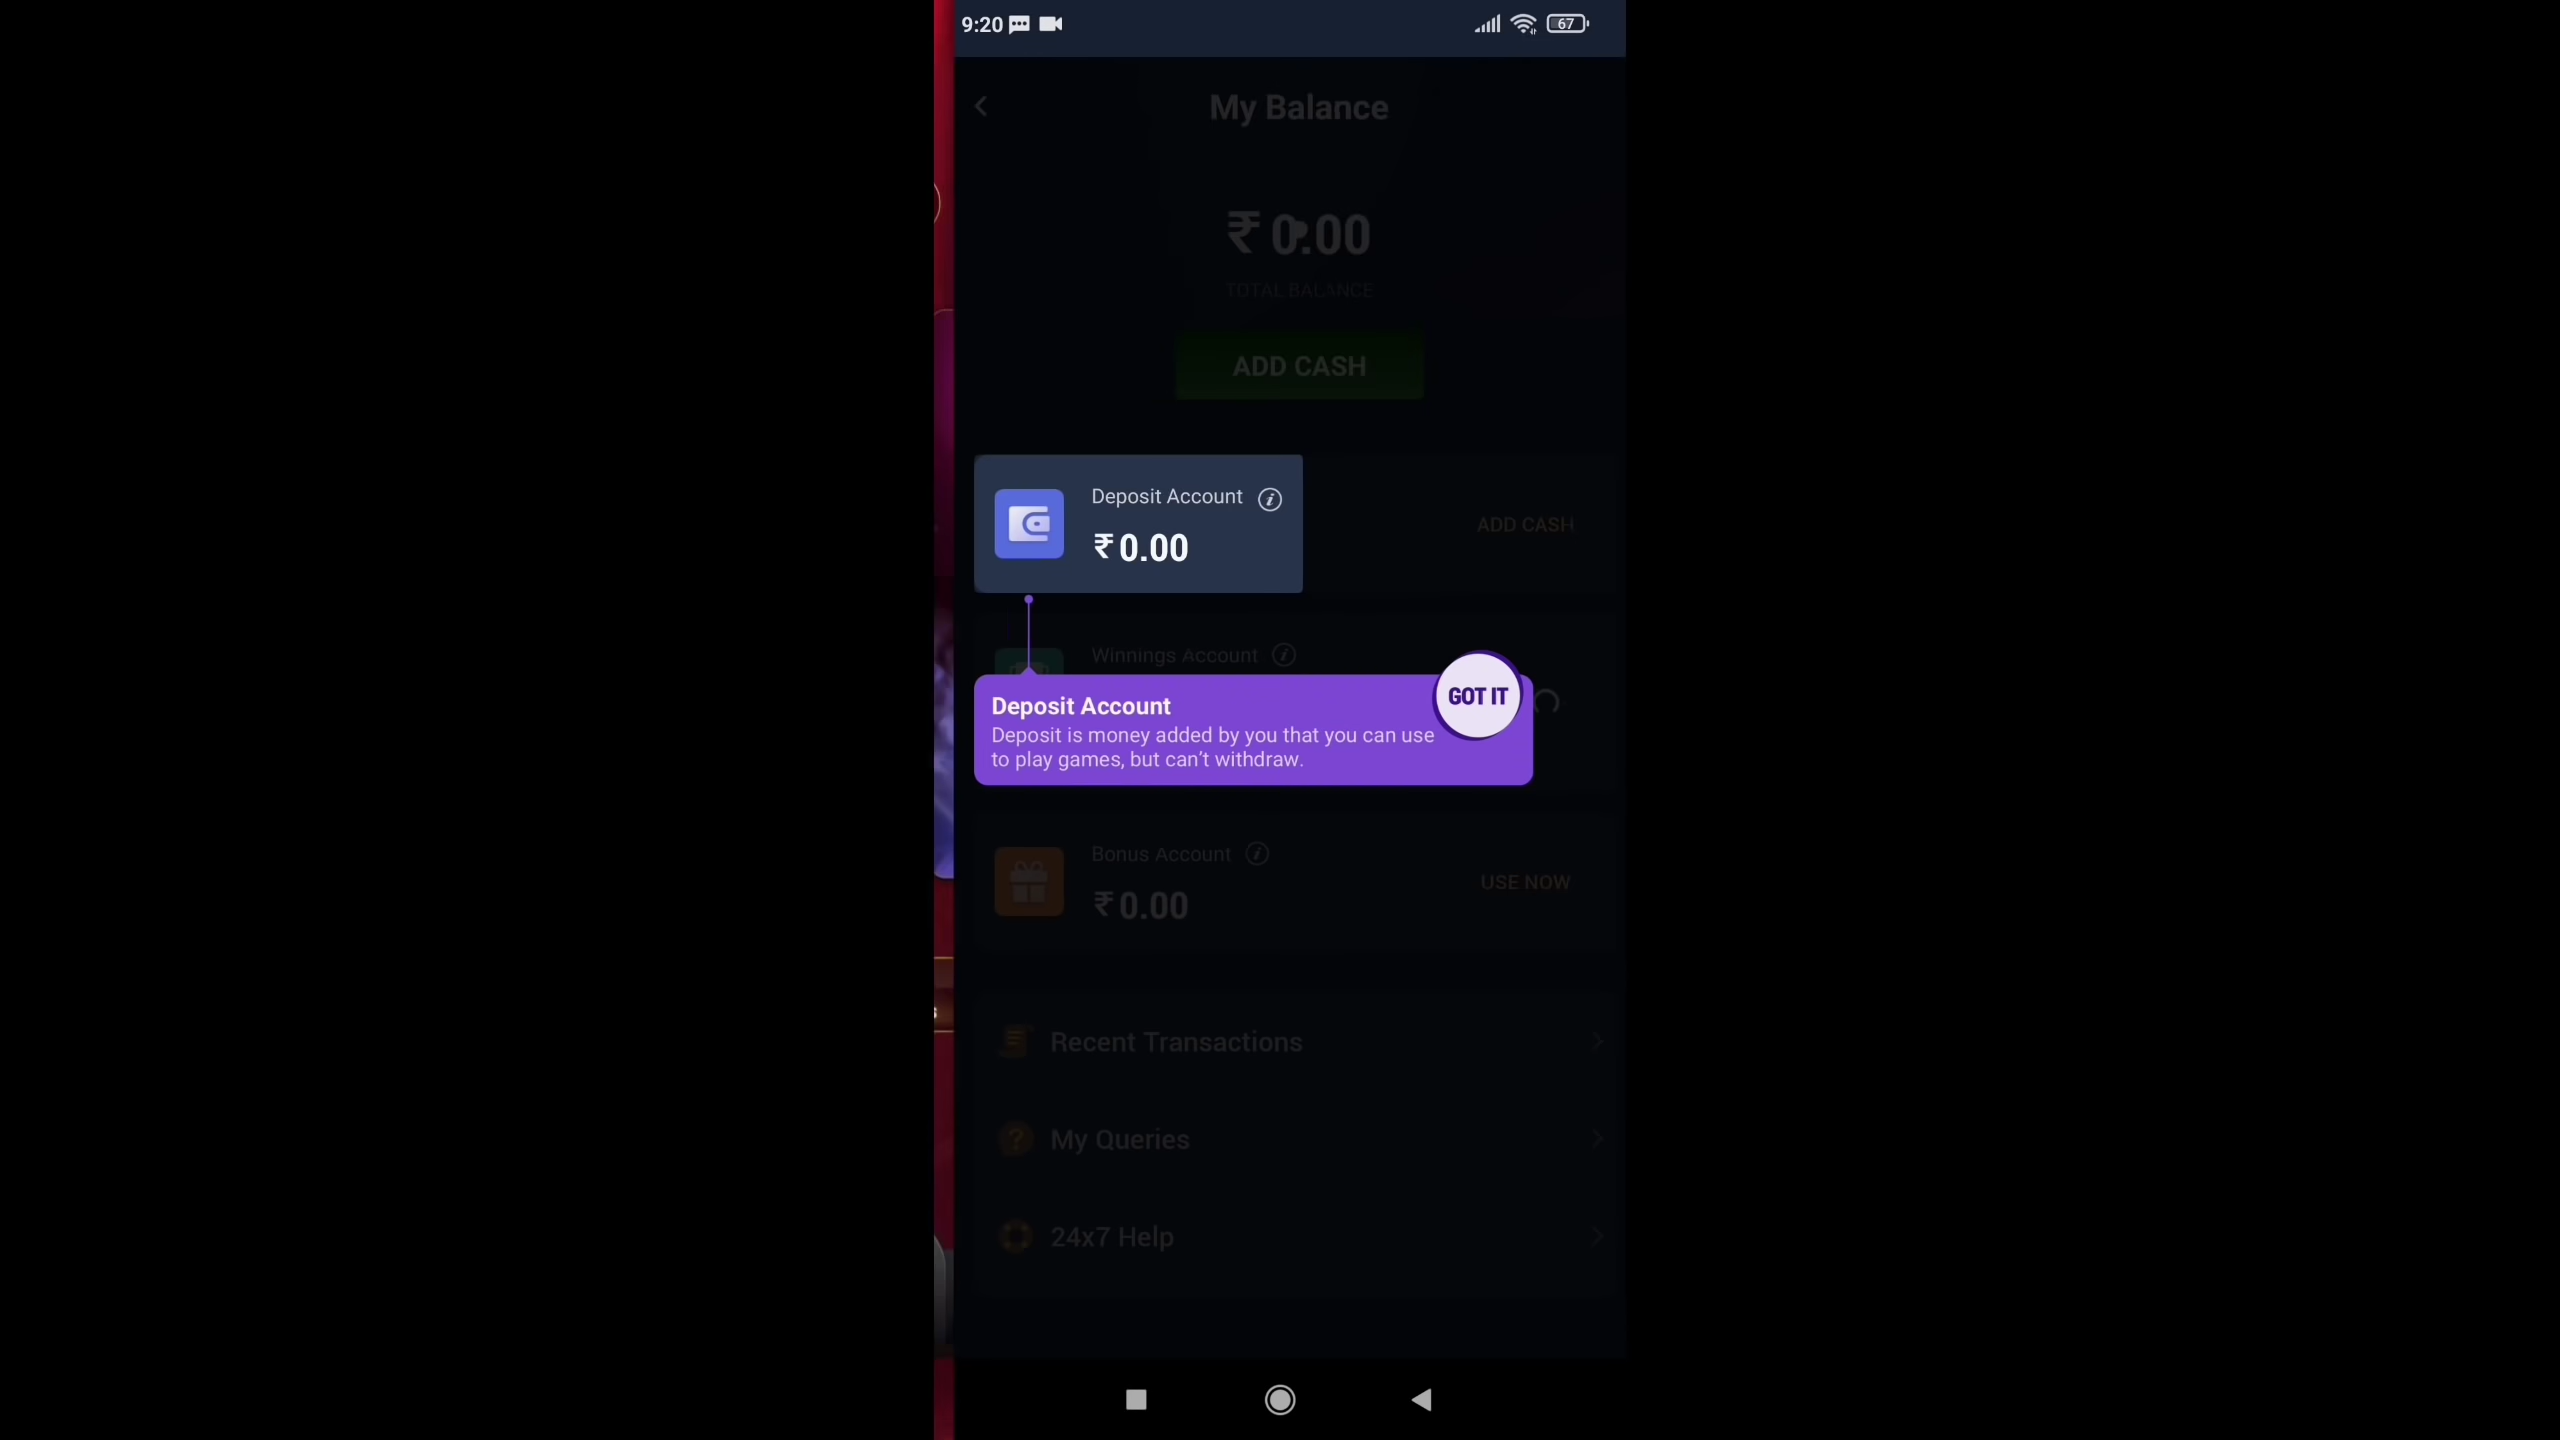 9:20
67
My Balance
₹ 0.00
TOTAL BALANCE
ADD CASH
Deposit Account
₹ 0.00
ADD CASH
Winnings Account
GOT IT
Deposit Account
Deposit is money added by you that you can use
to play games, but can't withdraw.
Bonus Account
₹ 0.00
USE NOW
Recent Transactions
My Queries
24x7 Help